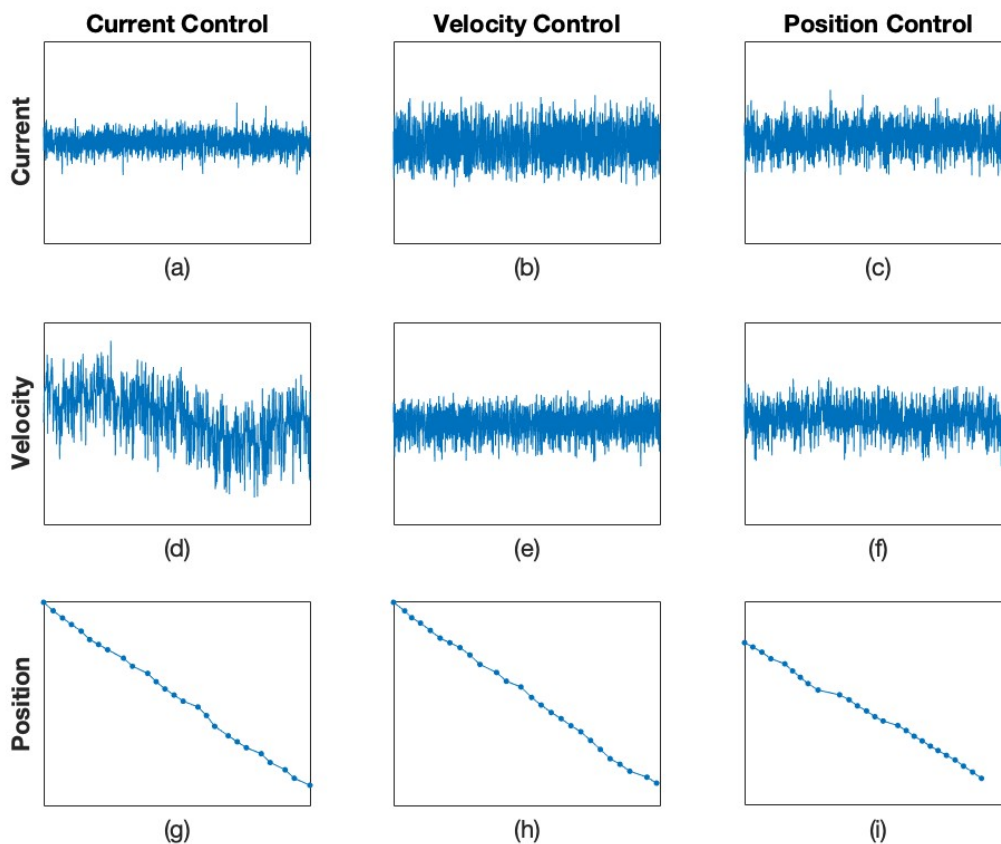 Current Control Velocity Control Position Control
Current
(a) (b) (c)
Velocity
(d) (e) (f)
Position
(g) (h) (i)